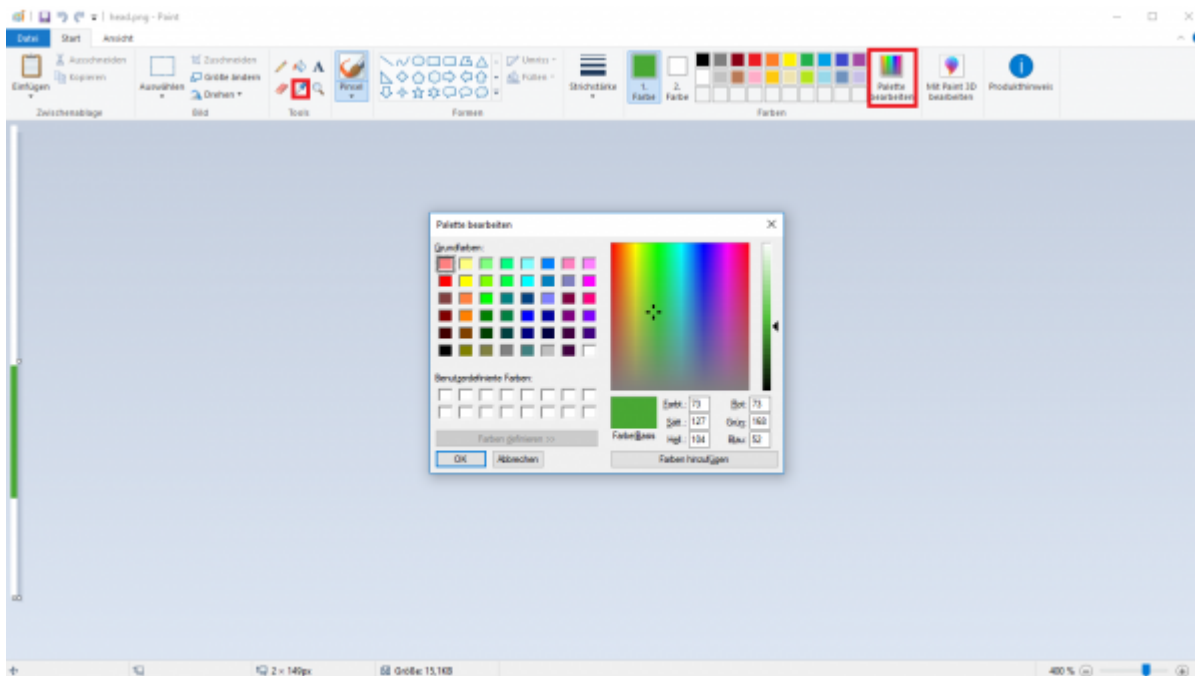 head.png - Paint
Datei Start Ansicht
Einfügen
Ausschneiden
Kopieren
Zwischenablage
Auswählen
Zuschneiden
Größe ändern
Drehen
Bild
A
Tools
Pinsel
Formen
Umriss
Füllen
Strichstärke
1. Farbe
2. Farbe
Farben
Palette bearbeiten
Mit Paint 3D bearbeiten
Produkthinweis
Palette bearbeiten
Grundfarben:
Benutzerdefinierte Farben:
Farben definieren >>
OK Abbrechen
Farbe|Basis
Farbt.: 73 Rot: 73
Sätt.: 127 Grün: 168
Hell.: 104 Blau: 52
Farben hinzufügen
2 × 149px
Größe: 15,1KB
400 %